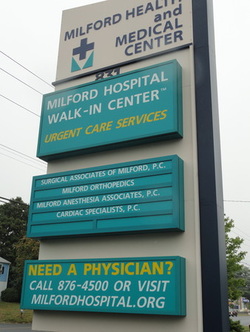 MILFORD HEALTH
and
MEDICAL
CENTER
831
MILFORD HOSPITAL
WALK-IN CENTER
URGENT CARE SERVICES
SURGICAL ASSOCIATES OF MILFORD, P.C.
MILFORD ORTHOPEDICS
MILFORD ANESTHESIA ASSOCIATES, P.C.
CARDIAC SPECIALISTS, P.C.
NEED A PHYSICIAN?
CALL 876-4500 OR VISIT
MILFORDHOSPITAL.ORG